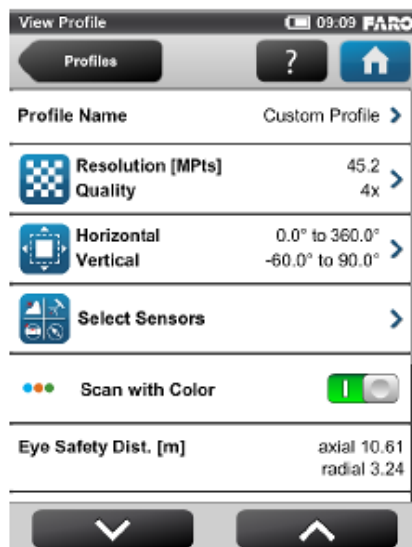 View Profile 09:09 FARO
Profiles ?
Profile Name Custom Profile
Resolution [MPts] 45.2
Quality 4x
Horizontal 0.0° to 360.0°
Vertical -60.0° to 90.0°
Select Sensors
Scan with Color
Eye Safety Dist. [m] axial 10.61
radial 3.24